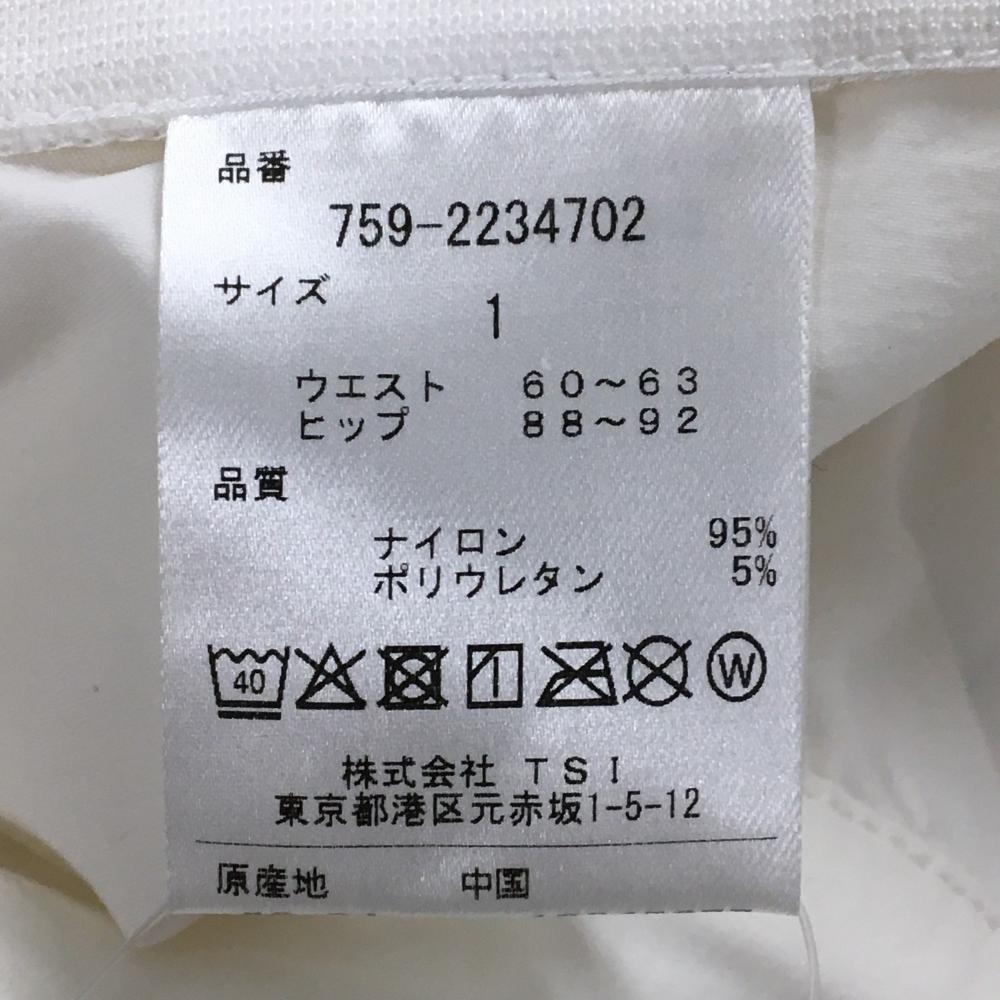 品番
759-2234702
サイズ
1
ウエスト 60～63
ヒップ 88～92
品質
ナイロン 95%
ポリウレタン 5%
40 W
株式会社 TSI
東京都港区元赤坂1-5-12
原産地 中国